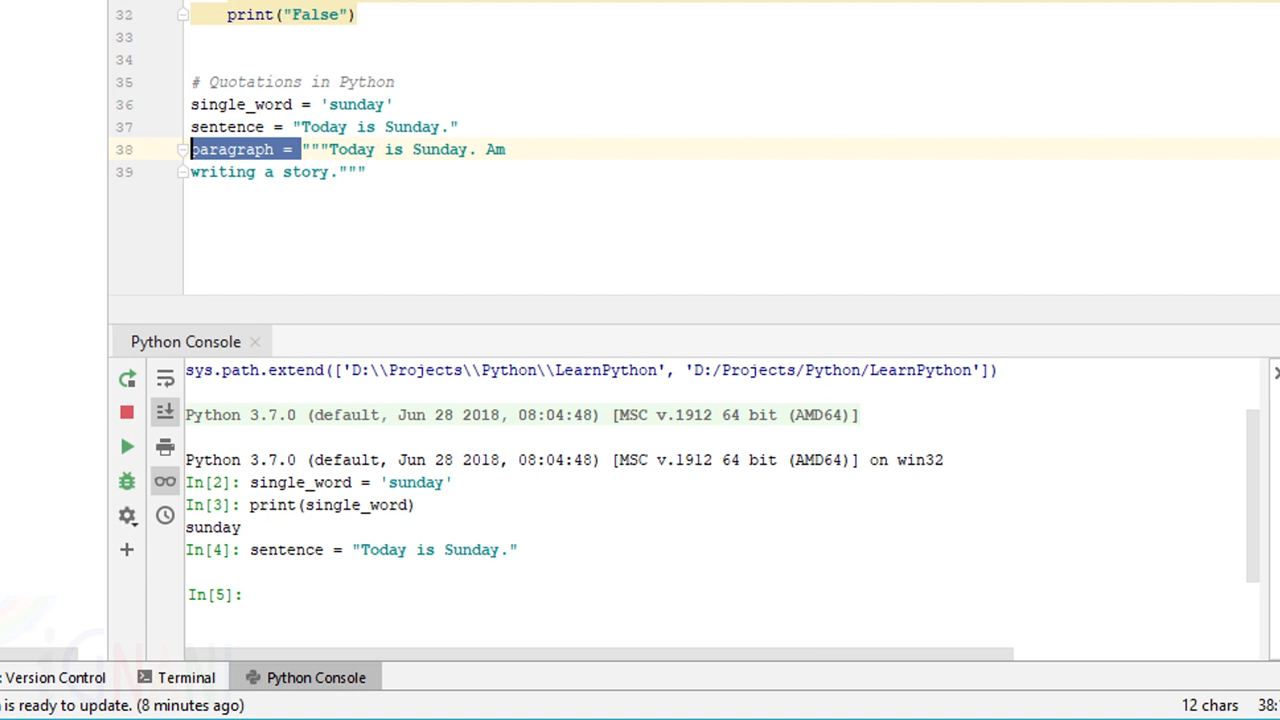 32 print("False")
33
34
35 # Quotations in Python
36 single_word = 'sunday'
37 sentence = "Today is Sunday."
38 paragraph = """Today is Sunday. Am
39 writing a story."""
Python Console
sys.path.extend(['D:\\Projects\\Python\\LearnPython', 'D:/Projects/Python/LearnPython'])
Python 3.7.0 (default, Jun 28 2018, 08:04:48) [MSC v.1912 64 bit (AMD64)]
Python 3.7.0 (default, Jun 28 2018, 08:04:48) [MSC v.1912 64 bit (AMD64)] on win32
In[2]: single_word = 'sunday'
In[3]: print(single_word)
sunday
In[4]: sentence = "Today is Sunday."
In[5]:
: Version Control Terminal Python Console
is ready to update. (8 minutes ago) 12 chars 38: